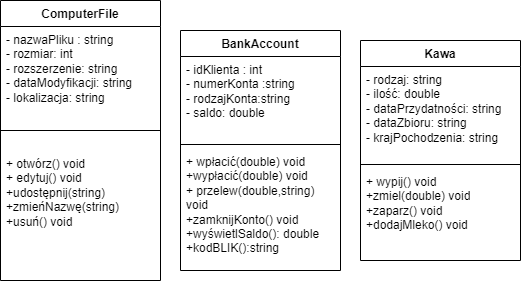 ComputerFile
- nazwaPliku : string
- rozmiar: int
- rozszerzenie: string
- dataModyfikacji: string
- lokalizacja: string
+ otwórz() void
+ edytuj() void
+udostępnij(string)
+zmieńNazwę(string)
+usuń() void
BankAccount
- idKlienta : int
- numerKonta :string
- rodzajKonta:string
- saldo: double
+ wpłacić(double) void
+wypłacić(double) void
+ przelew(double,string)
void
+zamknijKonto() void
+wyświetlSaldo(): double
+kodBLIK():string
Kawa
- rodzaj: string
- ilość: double
- dataPrzydatności: string
- dataZbioru: string
- krajPochodzenia: string
+ wypij() void
+zmiel(double) void
+zaparz() void
+dodajMleko() void